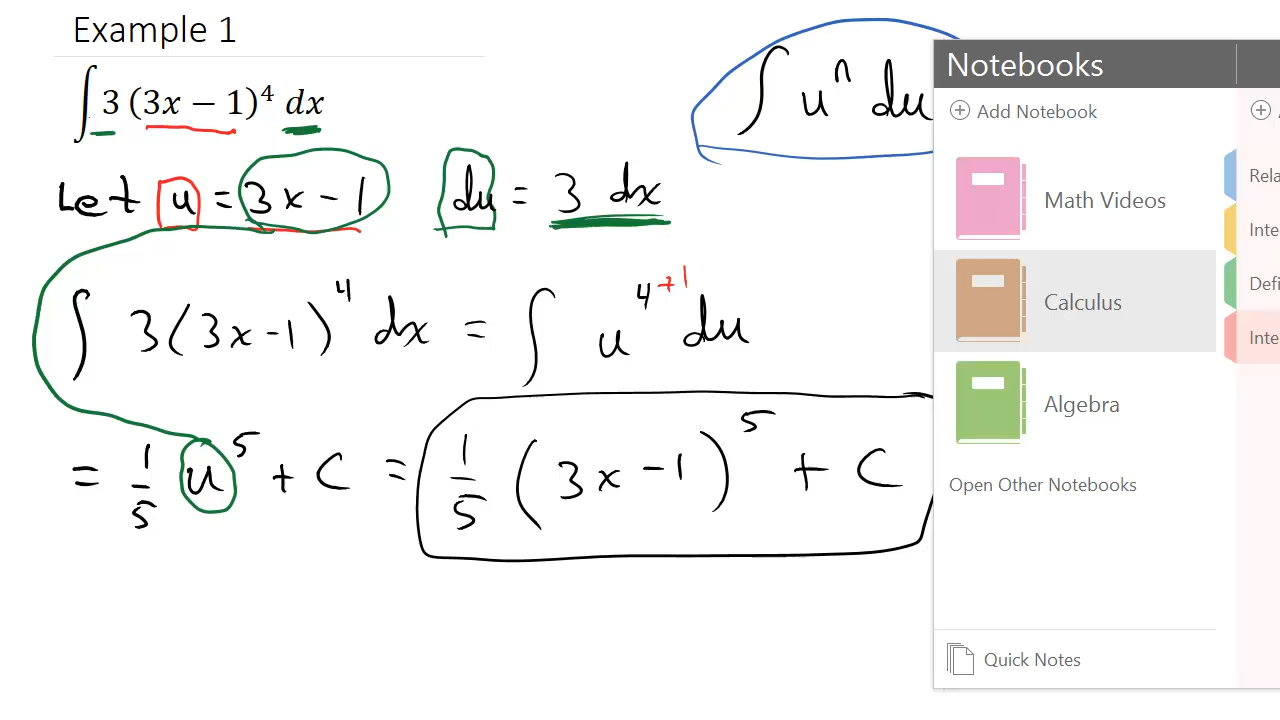 Example 1
∫ 3 (3x − 1)⁴ dx
∫ uⁿ du
Let u = 3x − 1 du = 3 dx
∫ 3(3x-1)⁴ dx = ∫ u⁴⁺¹ du
= 1/5 u⁵ + C = 1/5 (3x − 1)⁵ + C
Notebooks
Add Notebook
Math Videos
Calculus
Algebra
Open Other Notebooks
Quick Notes
Rela
Inte
Defi
Inte